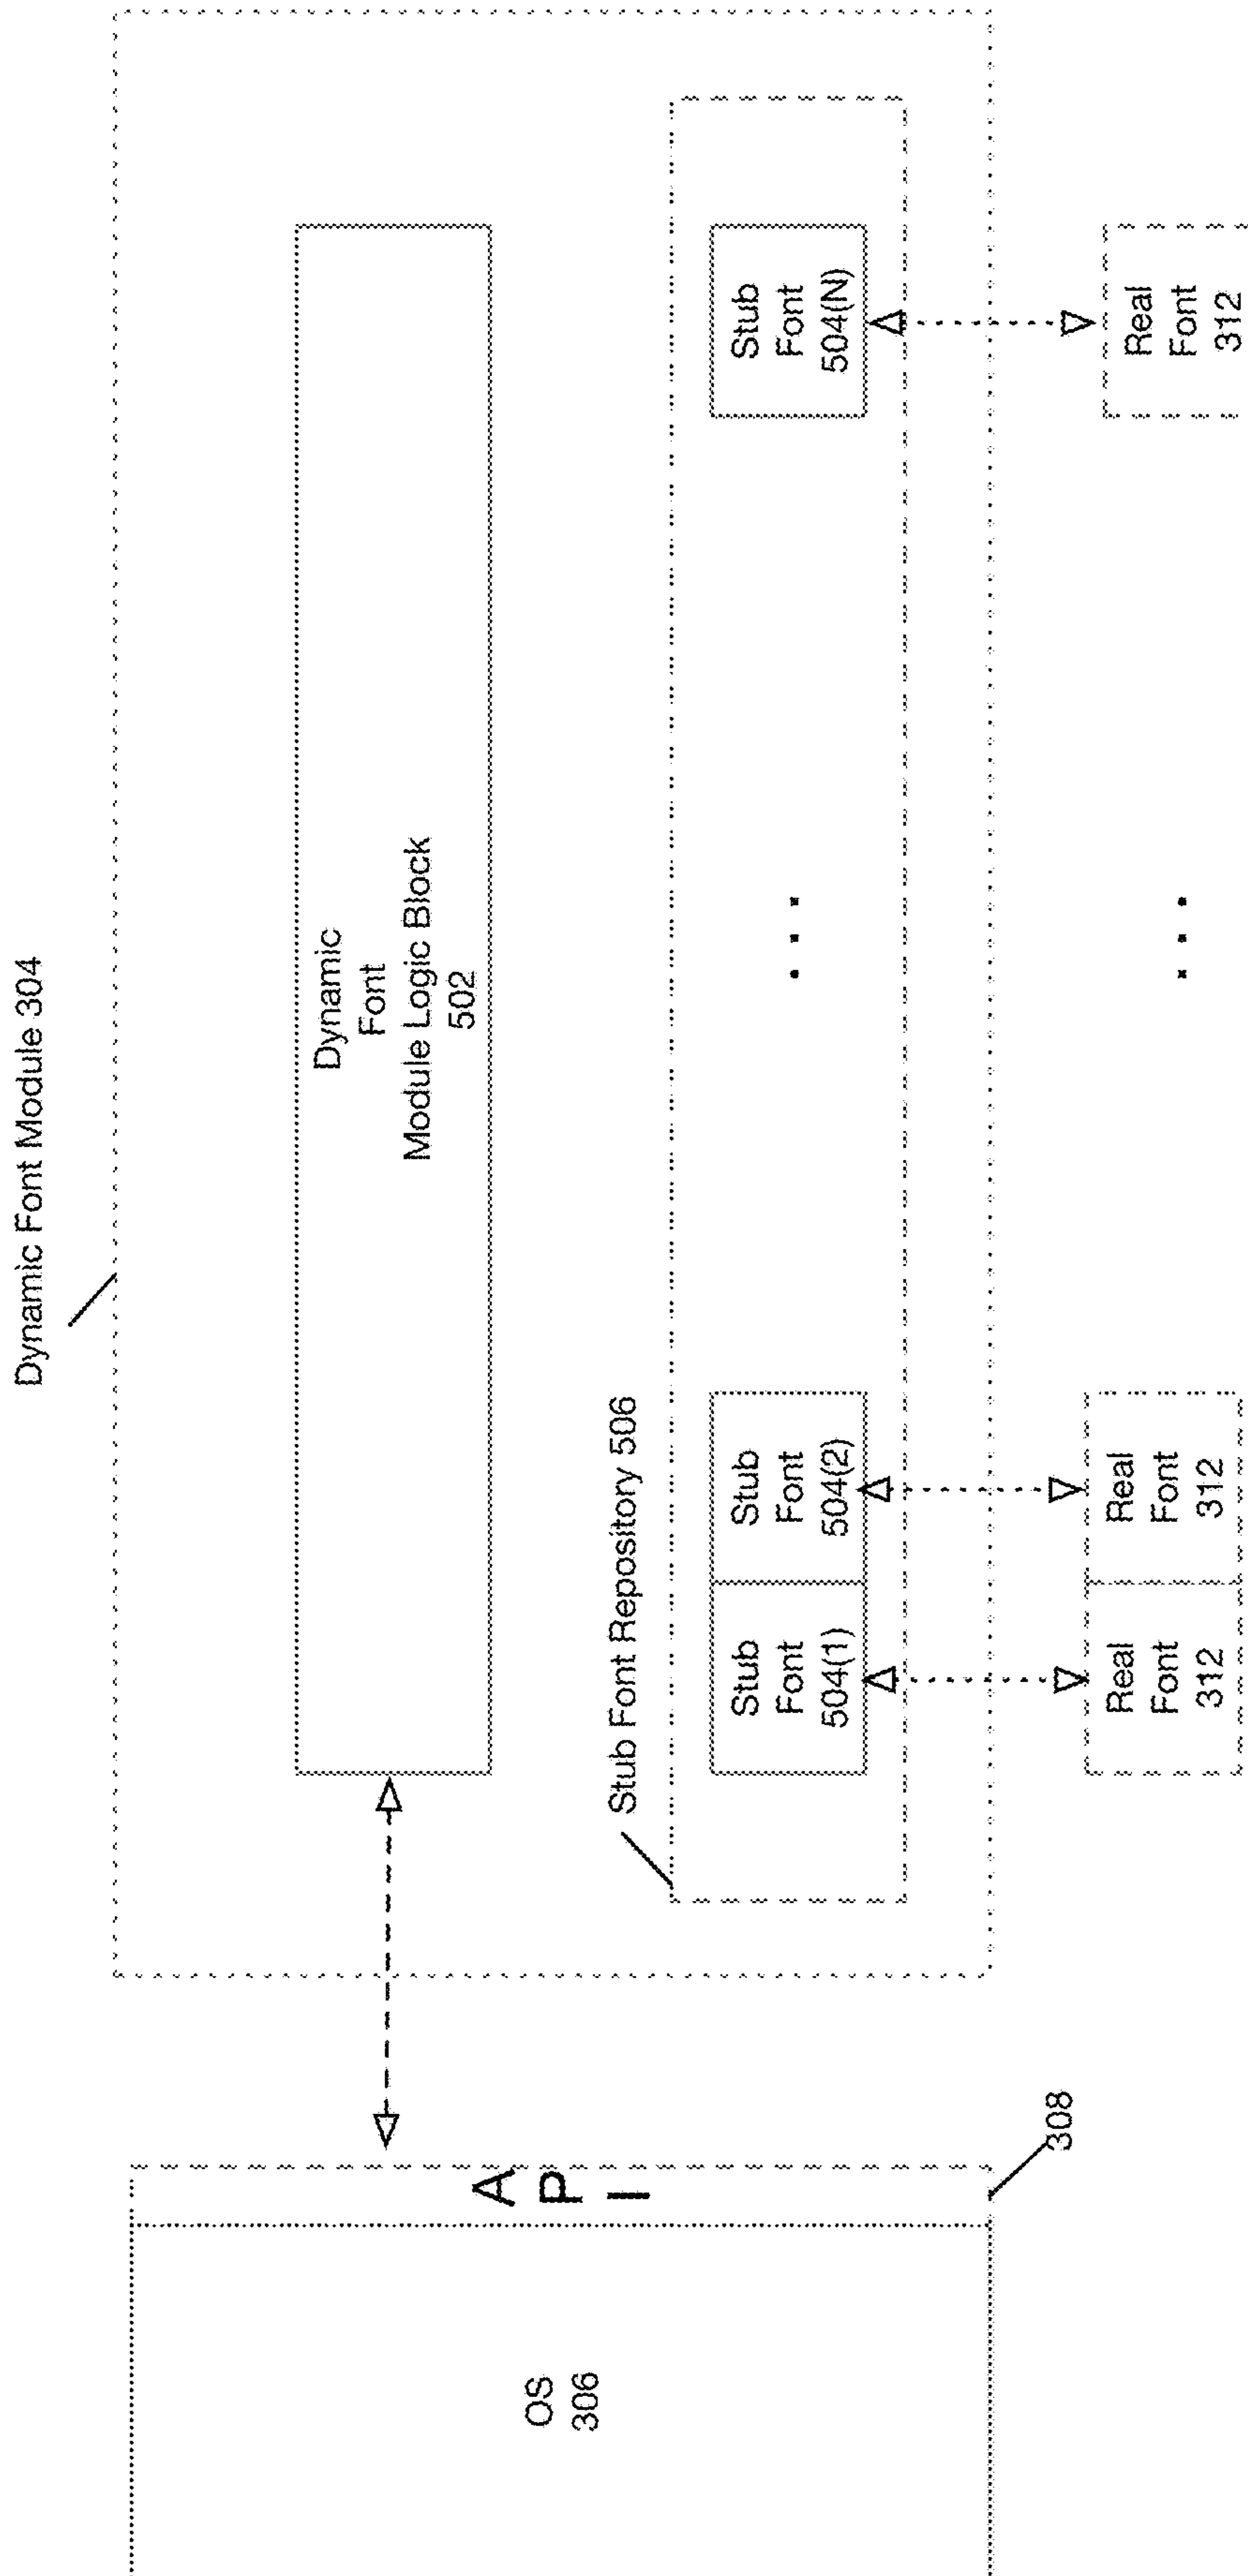 Dynamic Font Module 304
Dynamic
Font
Module Logic Block
502
OS
306
A
P
I
308
Stub Font Repository 506
Stub
Font
504(1)
Stub
Font
504(2)
. . .
Stub
Font
504(N)
Real
Font
312
Real
Font
312
. . .
Real
Font
312